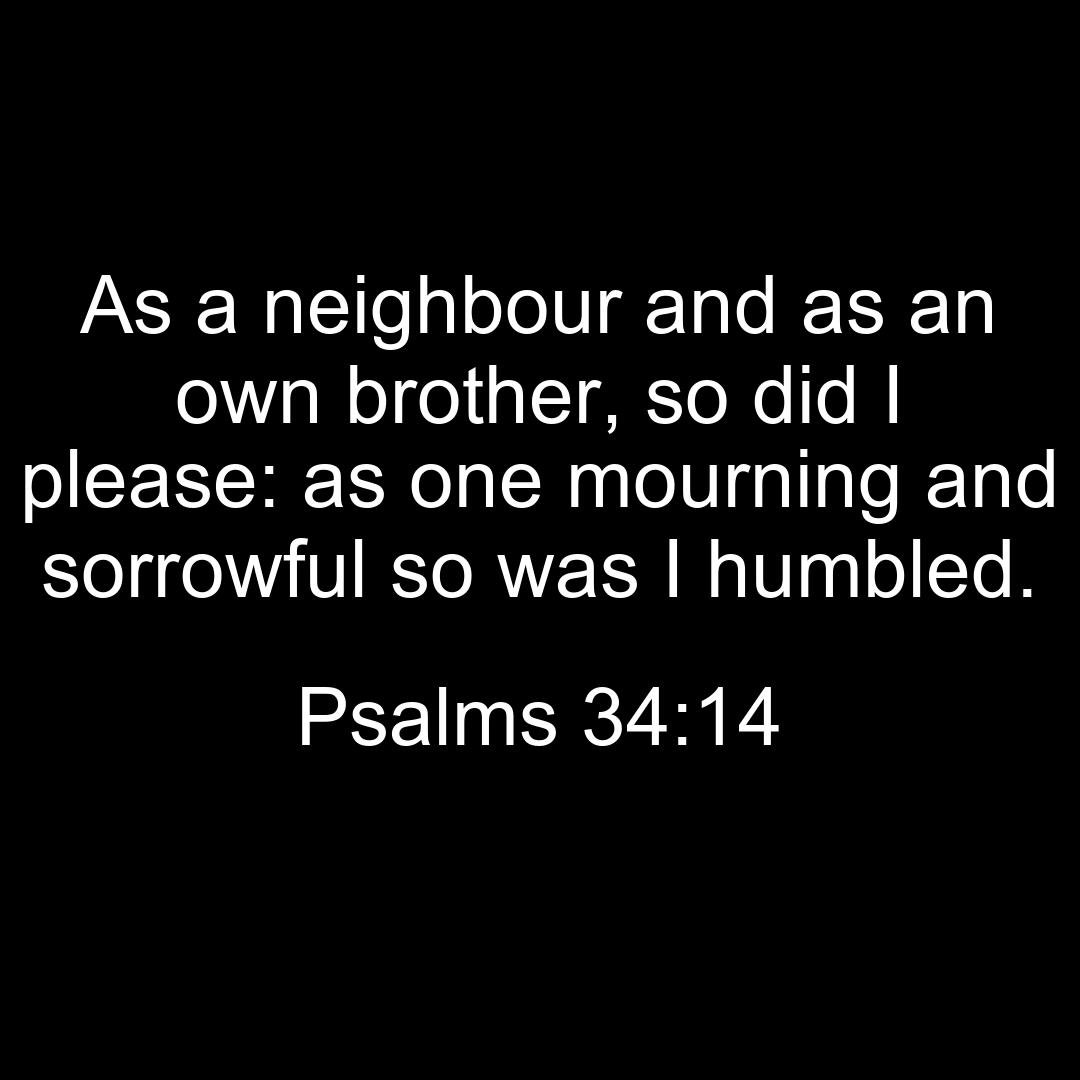 As a neighbour and as an
own brother, so did I
please: as one mourning and
sorrowful so was I humbled.
Psalms 34:14